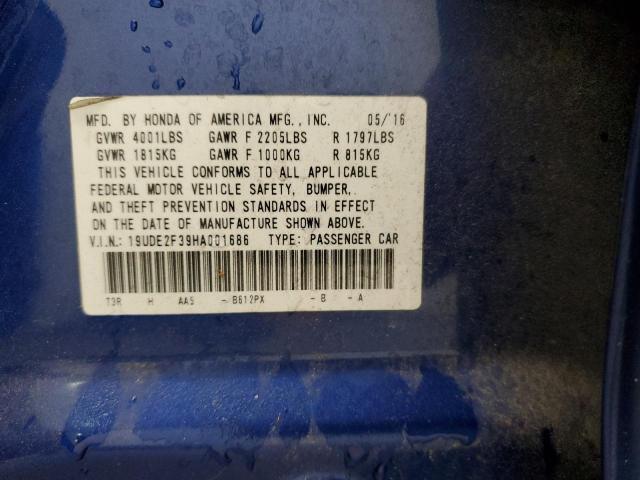 MFD. BY HONDA OF AMERICA MFG., INC. 05/'16
GVWR 4001LBS GAWR F 2205LBS R 1797LBS
GVWR 1815KG GAWR F 1000KG R 815KG
THIS VEHICLE CONFORMS TO ALL APPLICABLE
FEDERAL MOTOR VEHICLE SAFETY, BUMPER,
AND THEFT PREVENTION STANDARDS IN EFFECT
ON THE DATE OF MANUFACTURE SHOWN ABOVE.
V.I.N.: 19UDE2F39HA001686 TYPE: PASSENGER CAR
T3R H AA5 -B612PX -B -A